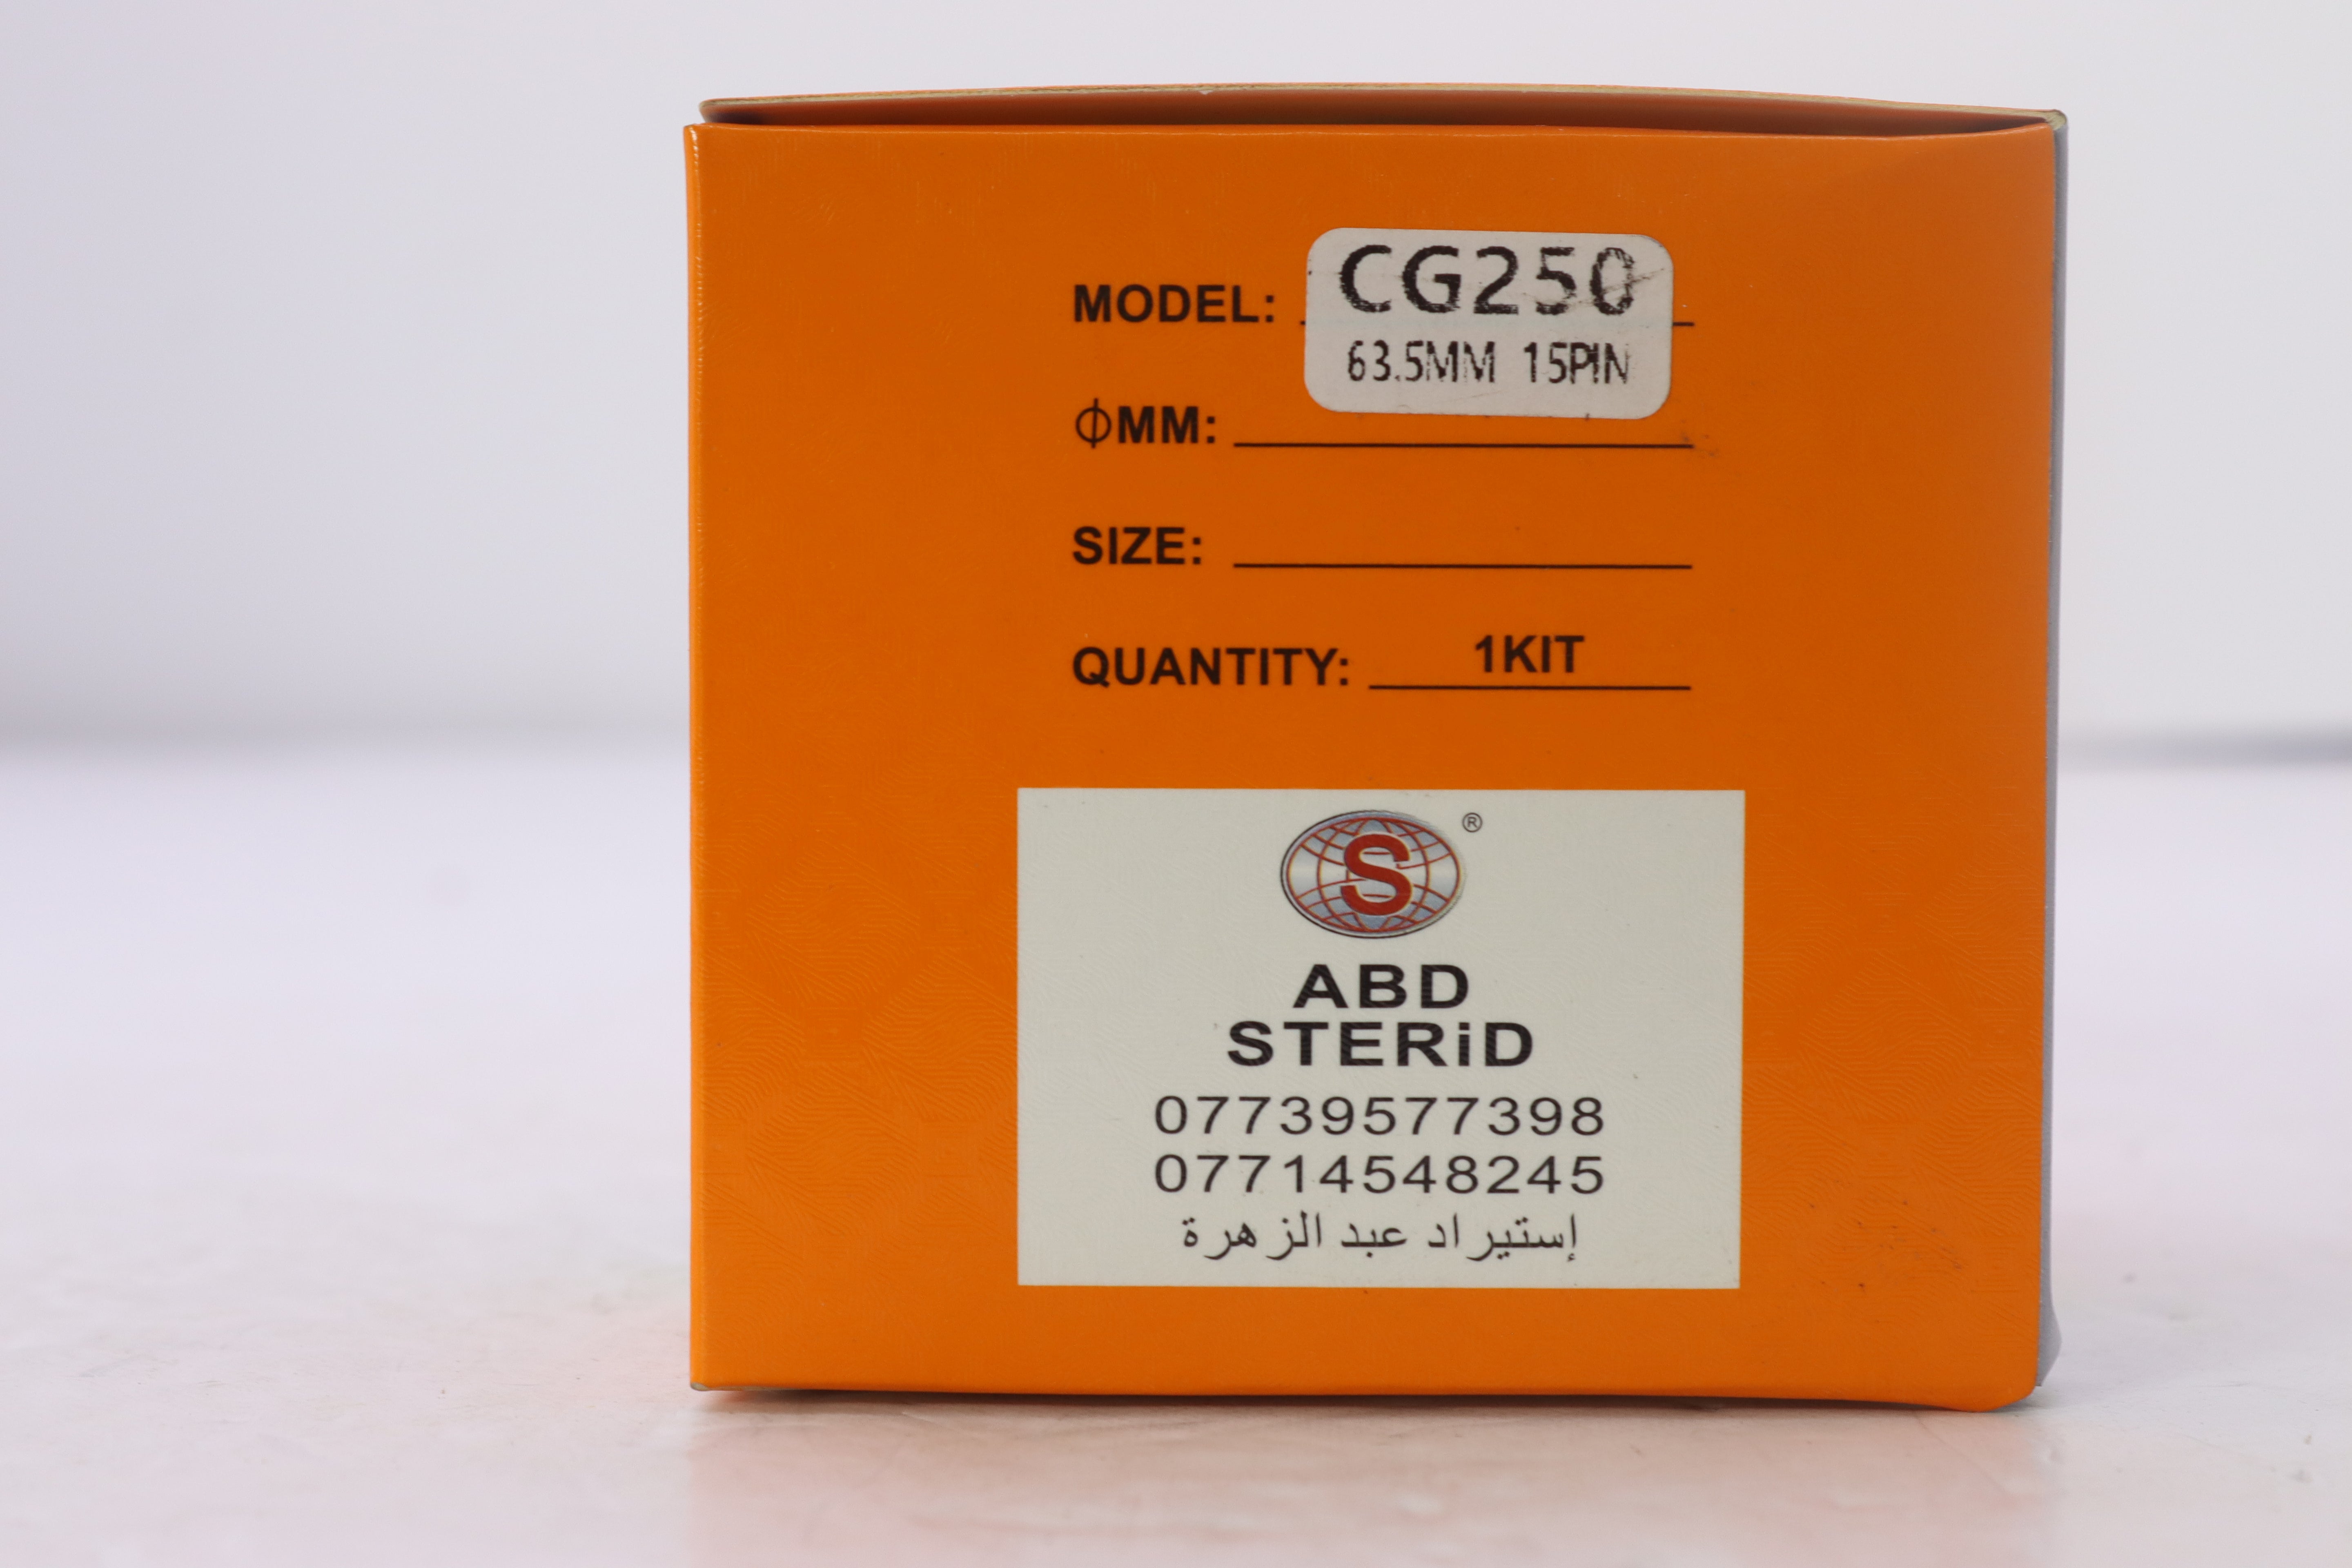 MODEL: CG250
63.5MM 15PIN
ΦMM:
SIZE:
QUANTITY: 1KIT
S ®
ABD
STERiD
07739577398
07714548245
إستيراد عبد الزهرة